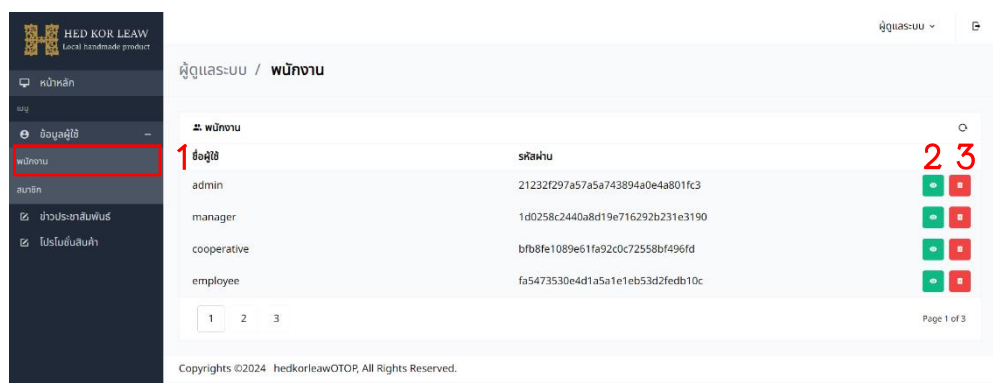 HED KOR LEAW
Local handmade product
ผู้ดูแลระบบ
หน้าหลัก
เมนู
ข้อมูลผู้ใช้
พนักงาน
สมาชิก
ข่าวประชาสัมพันธ์
โปรโมชั่นสินค้า
ผู้ดูแลระบบ / พนักงาน
พนักงาน
1 ชื่อผู้ใช้ รหัสผ่าน 2 3
admin 21232f297a57a5a743894a0e4a801fc3
manager 1d0258c2440a8d19e716292b231e3190
cooperative bfb8fe1089e61fa92c0c72558bf496fd
employee fa5473530e4d1a5a1e1eb53d2fedb10c
1 2 3 Page 1 of 3
Copyrights ©2024 hedkorleawOTOP, All Rights Reserved.